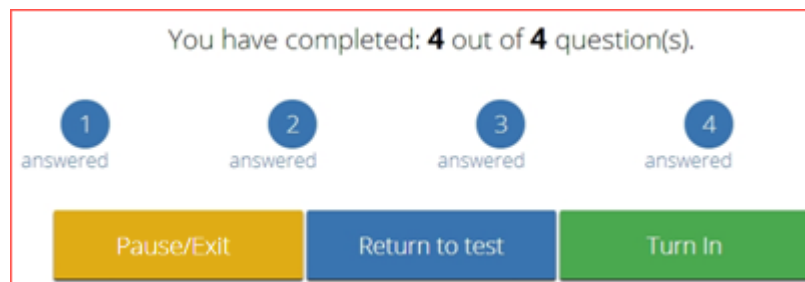 You have completed: 4 out of 4 question(s).
1 2 3 4
answered answered answered answered
Pause/Exit Return to test Turn In